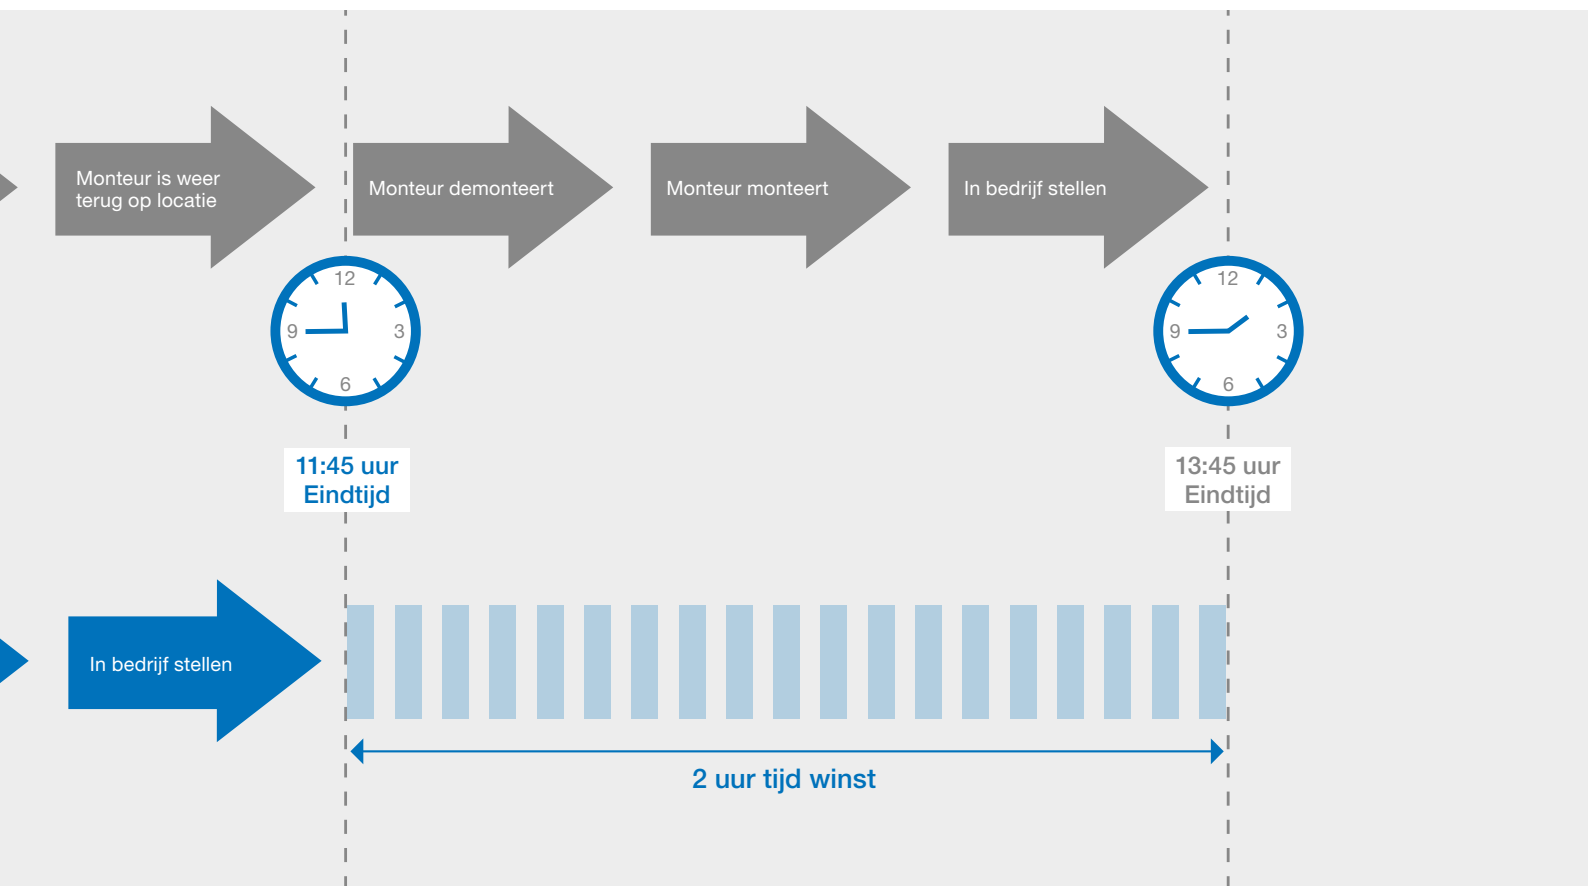 Monteur is weer
terug op locatie
Monteur demonteert
Monteur monteert
In bedrijf stellen
12
9
3
6
12
9
3
6
11:45 uur
Eindtijd
13:45 uur
Eindtijd
In bedrijf stellen
2 uur tijd winst